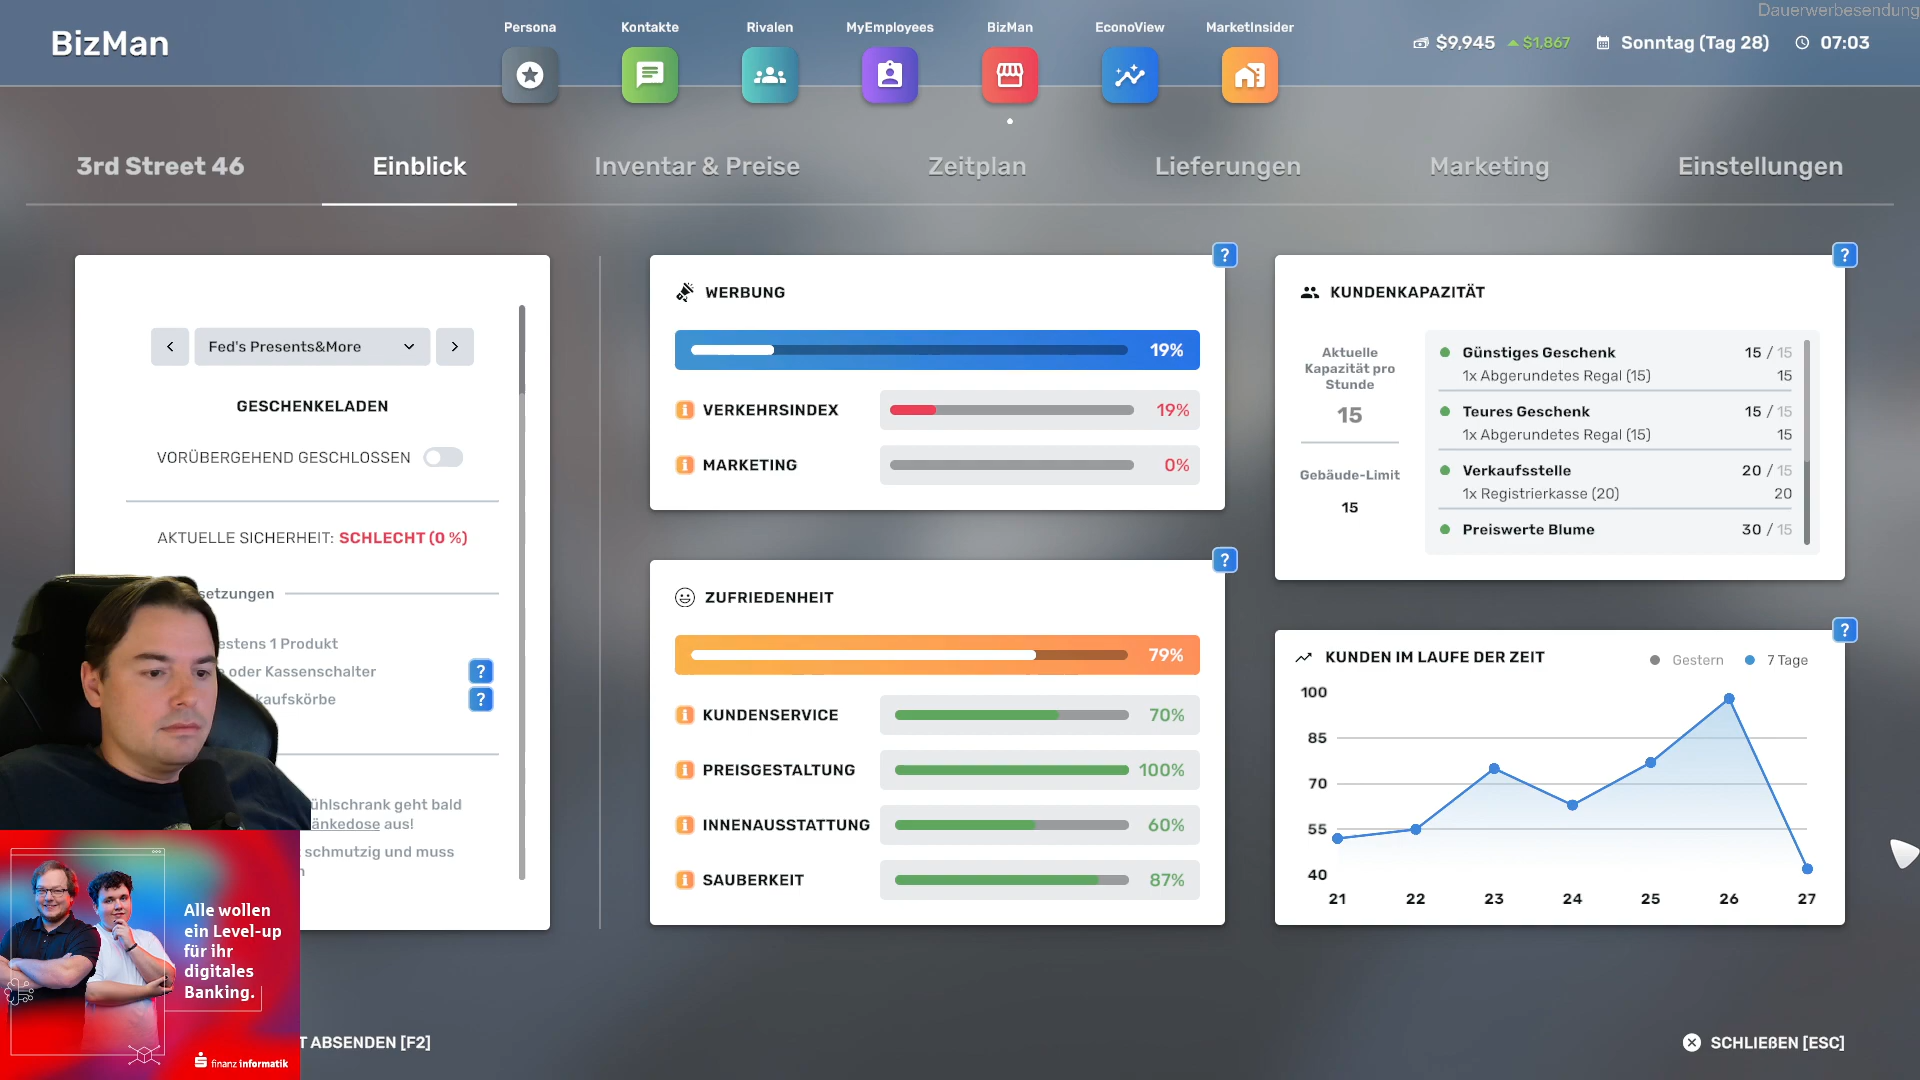 Dauerwerbesendung
BizMan
Persona
Kontakte
Rivalen
MyEmployees
BizMan
EconoView
MarketInsider
$9,945
$1,867
Sonntag (Tag 28)
07:03
3rd Street 46
Einblick
Inventar & Preise
Zeitplan
Lieferungen
Marketing
Einstellungen
Fed's Presents&More
GESCHENKELADEN
VORÜBERGEHEND GESCHLOSSEN
AKTUELLE SICHERHEIT: SCHLECHT (0 %)
setzungen
estens 1 Produkt
oder Kassenschalter
?
kaufskörbe
?
ühlschrank geht bald
änkedose aus!
schmutzig und muss
?
WERBUNG
19%
VERKEHRSINDEX
19%
MARKETING
0%
?
ZUFRIEDENHEIT
79%
KUNDENSERVICE
70%
PREISGESTALTUNG
100%
INNENAUSSTATTUNG
60%
SAUBERKEIT
87%
?
KUNDENKAPAZITÄT
Aktuelle
Kapazität pro
Stunde
15
Gebäude-Limit
15
Günstiges Geschenk 15 / 15
1x Abgerundetes Regal (15) 15
Teures Geschenk 15 / 15
1x Abgerundetes Regal (15) 15
Verkaufsstelle 20 / 15
1x Registrierkasse (20) 20
Preiswerte Blume 30 / 15
?
KUNDEN IM LAUFE DER ZEIT
Gestern
7 Tage
100
85
70
55
40
21 22 23 24 25 26 27
Alle wollen
ein Level-up
für ihr
digitales
Banking.
finanz informatik
T ABSENDEN [F2]
SCHLIEẞEN [ESC]